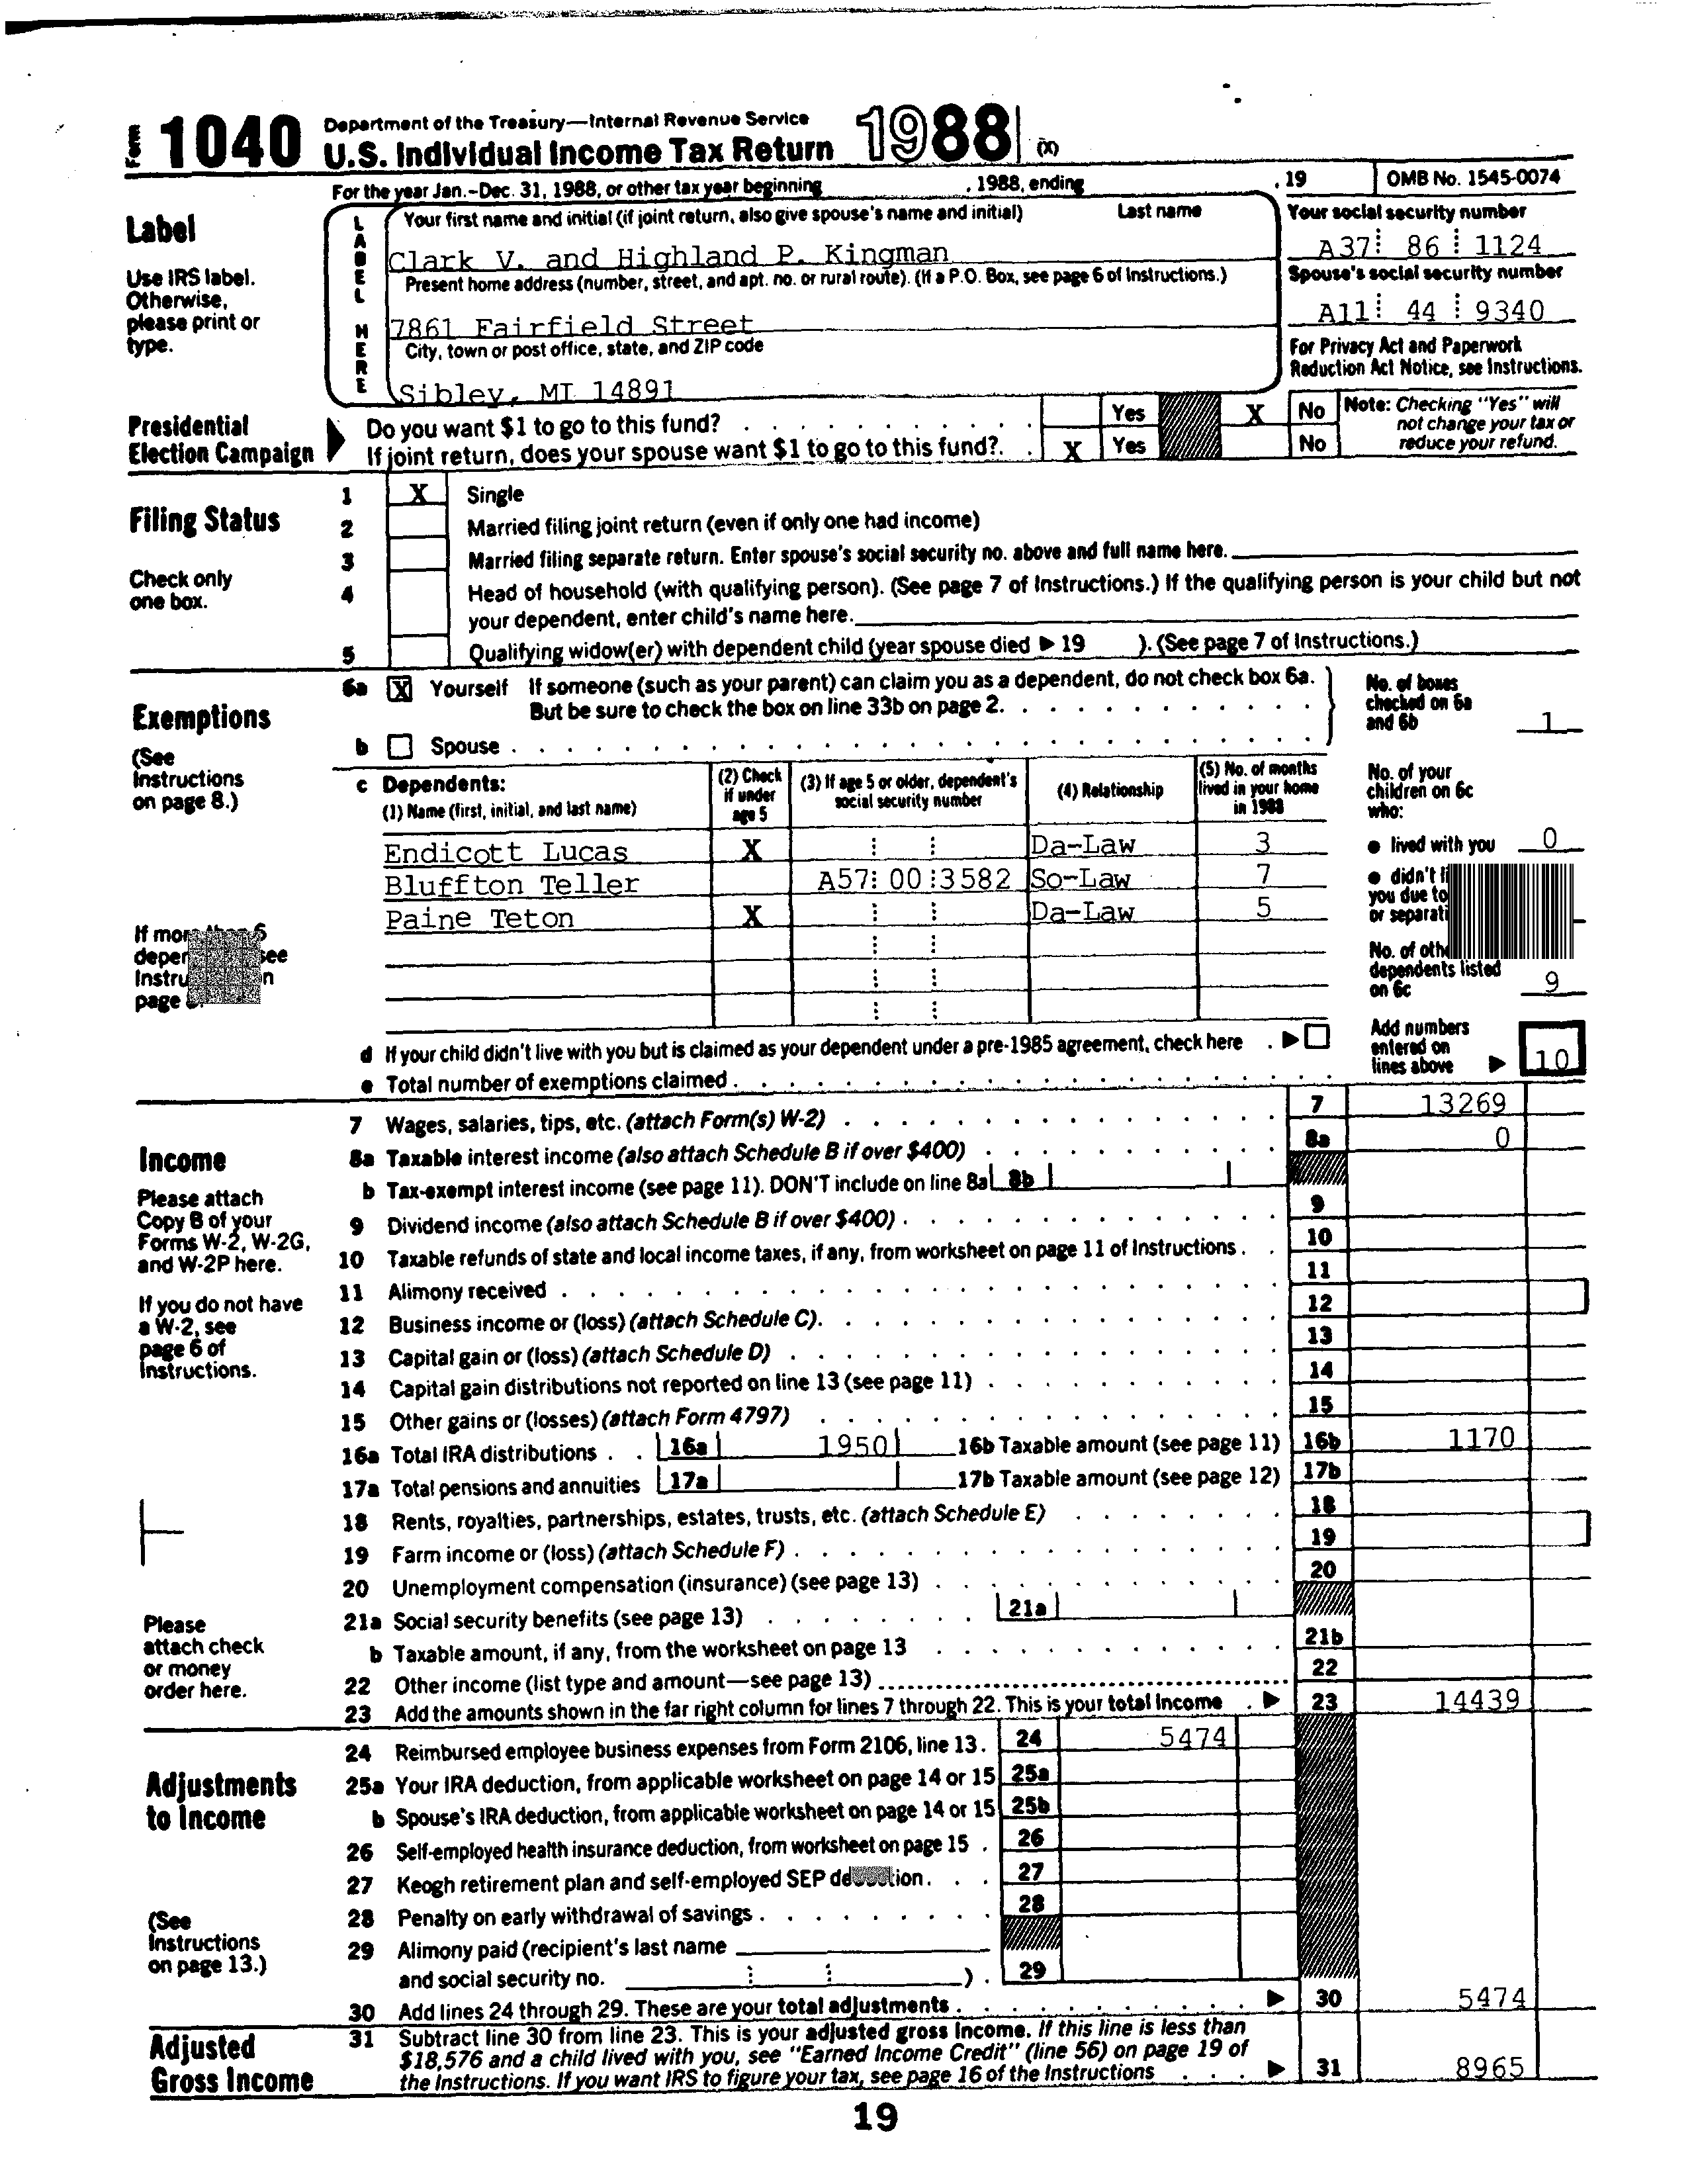 Form 1040 Department of the Treasury—Internal Revenue Service
U.S. Individual Income Tax Return 1988 (X)
For the year Jan.-Dec. 31, 1988, or other tax year beginning , 1988, ending , 19 OMB No. 1545-0074
Label
Use IRS label.
Otherwise,
please print or
type.
LABEL HERE
Your first name and initial (if joint return, also give spouse's name and initial) Last name
Clark V. and Highland P. Kingman
Present home address (number, street, and apt. no. or rural route). (If a P.O. Box, see page 6 of Instructions.)
7861 Fairfield Street
City, town or post office, state, and ZIP code
Sibley, MI 14891
Your social security number
A37 86 1124
Spouse's social security number
A11 44 9340
For Privacy Act and Paperwork
Reduction Act Notice, see Instructions.
Presidential
Election Campaign
Do you want $1 to go to this fund? Yes X No
If joint return, does your spouse want $1 to go to this fund? X Yes No
Note: Checking "Yes" will
not change your tax or
reduce your refund.
Filing Status
Check only
one box.
1 X Single
2 Married filing joint return (even if only one had income)
3 Married filing separate return. Enter spouse's social security no. above and full name here.
4 Head of household (with qualifying person). (See page 7 of Instructions.) If the qualifying person is your child but not
your dependent, enter child's name here.
5 Qualifying widow(er) with dependent child (year spouse died ▶ 19 ). (See page 7 of Instructions.)
Exemptions
(See
Instructions
on page 8.)
6a X Yourself If someone (such as your parent) can claim you as a dependent, do not check box 6a.
But be sure to check the box on line 33b on page 2.
b Spouse
No. of boxes
checked on 6a
and 6b 1
c Dependents:
(1) Name (first, initial, and last name)
(2) Check
if under
age 5
(3) If age 5 or older, dependent's
social security number
(4) Relationship
(5) No. of months
lived in your home
in 1988
Endicott Lucas X Da-Law 3
Bluffton Teller A57 00 3582 So-Law 7
Paine Teton X Da-Law 5
No. of your
children on 6c
who:
● lived with you 0
● didn't li
you due to
or separati
No. of oth
dependents listed
on 6c 9
If more 6
depen see
Instru n
page
d If your child didn't live with you but is claimed as your dependent under a pre-1985 agreement, check here ▶
e Total number of exemptions claimed
Add numbers
entered on
lines above ▶ 10
Income
Please attach
Copy B of your
Forms W-2, W-2G,
and W-2P here.
If you do not have
a W-2, see
page 6 of
Instructions.
Please
attach check
or money
order here.
7 Wages, salaries, tips, etc. (attach Form(s) W-2) 7 13269
8a Taxable interest income (also attach Schedule B if over $400) 8a 0
b Tax-exempt interest income (see page 11). DON'T include on line 8a 8b
9 Dividend income (also attach Schedule B if over $400) 9
10 Taxable refunds of state and local income taxes, if any, from worksheet on page 11 of Instructions 10
11 Alimony received 11
12 Business income or (loss) (attach Schedule C) 12
13 Capital gain or (loss) (attach Schedule D) 13
14 Capital gain distributions not reported on line 13 (see page 11) 14
15 Other gains or (losses) (attach Form 4797) 15
16a Total IRA distributions 16a 1950 16b Taxable amount (see page 11) 16b 1170
17a Total pensions and annuities 17a 17b Taxable amount (see page 12) 17b
18 Rents, royalties, partnerships, estates, trusts, etc. (attach Schedule E) 18
19 Farm income or (loss) (attach Schedule F) 19
20 Unemployment compensation (insurance) (see page 13) 20
21a Social security benefits (see page 13) 21a
b Taxable amount, if any, from the worksheet on page 13 21b
22 Other income (list type and amount—see page 13) 22
23 Add the amounts shown in the far right column for lines 7 through 22. This is your total income ▶ 23 14439
Adjustments
to Income
(See
Instructions
on page 13.)
24 Reimbursed employee business expenses from Form 2106, line 13. 24 5474
25a Your IRA deduction, from applicable worksheet on page 14 or 15 25a
b Spouse's IRA deduction, from applicable worksheet on page 14 or 15 25b
26 Self-employed health insurance deduction, from worksheet on page 15 26
27 Keogh retirement plan and self-employed SEP deduction 27
28 Penalty on early withdrawal of savings 28
29 Alimony paid (recipient's last name
and social security no. ) 29
30 Add lines 24 through 29. These are your total adjustments ▶ 30 5474
Adjusted
Gross Income
31 Subtract line 30 from line 23. This is your adjusted gross income. If this line is less than
$18,576 and a child lived with you, see "Earned Income Credit" (line 56) on page 19 of
the Instructions. If you want IRS to figure your tax, see page 16 of the Instructions ▶ 31 8965
19